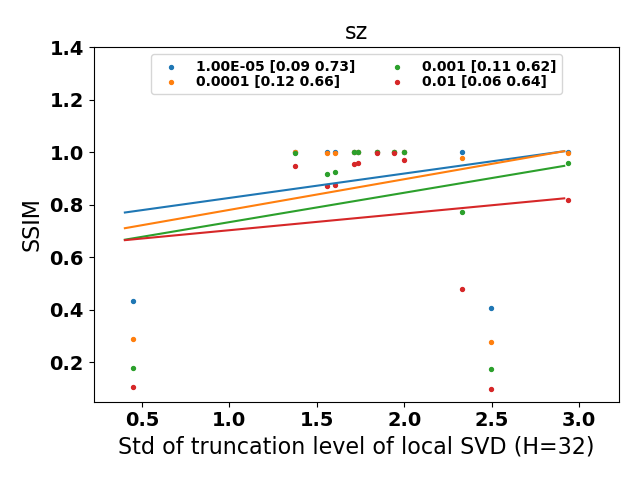 sz
1.00E-05 [0.09 0.73]
0.0001 [0.12 0.66]
0.001 [0.11 0.62]
0.01 [0.06 0.64]
SSIM
1.4
1.2
1.0
0.8
0.6
0.4
0.2
0.5 1.0 1.5 2.0 2.5 3.0
Std of truncation level of local SVD (H=32)